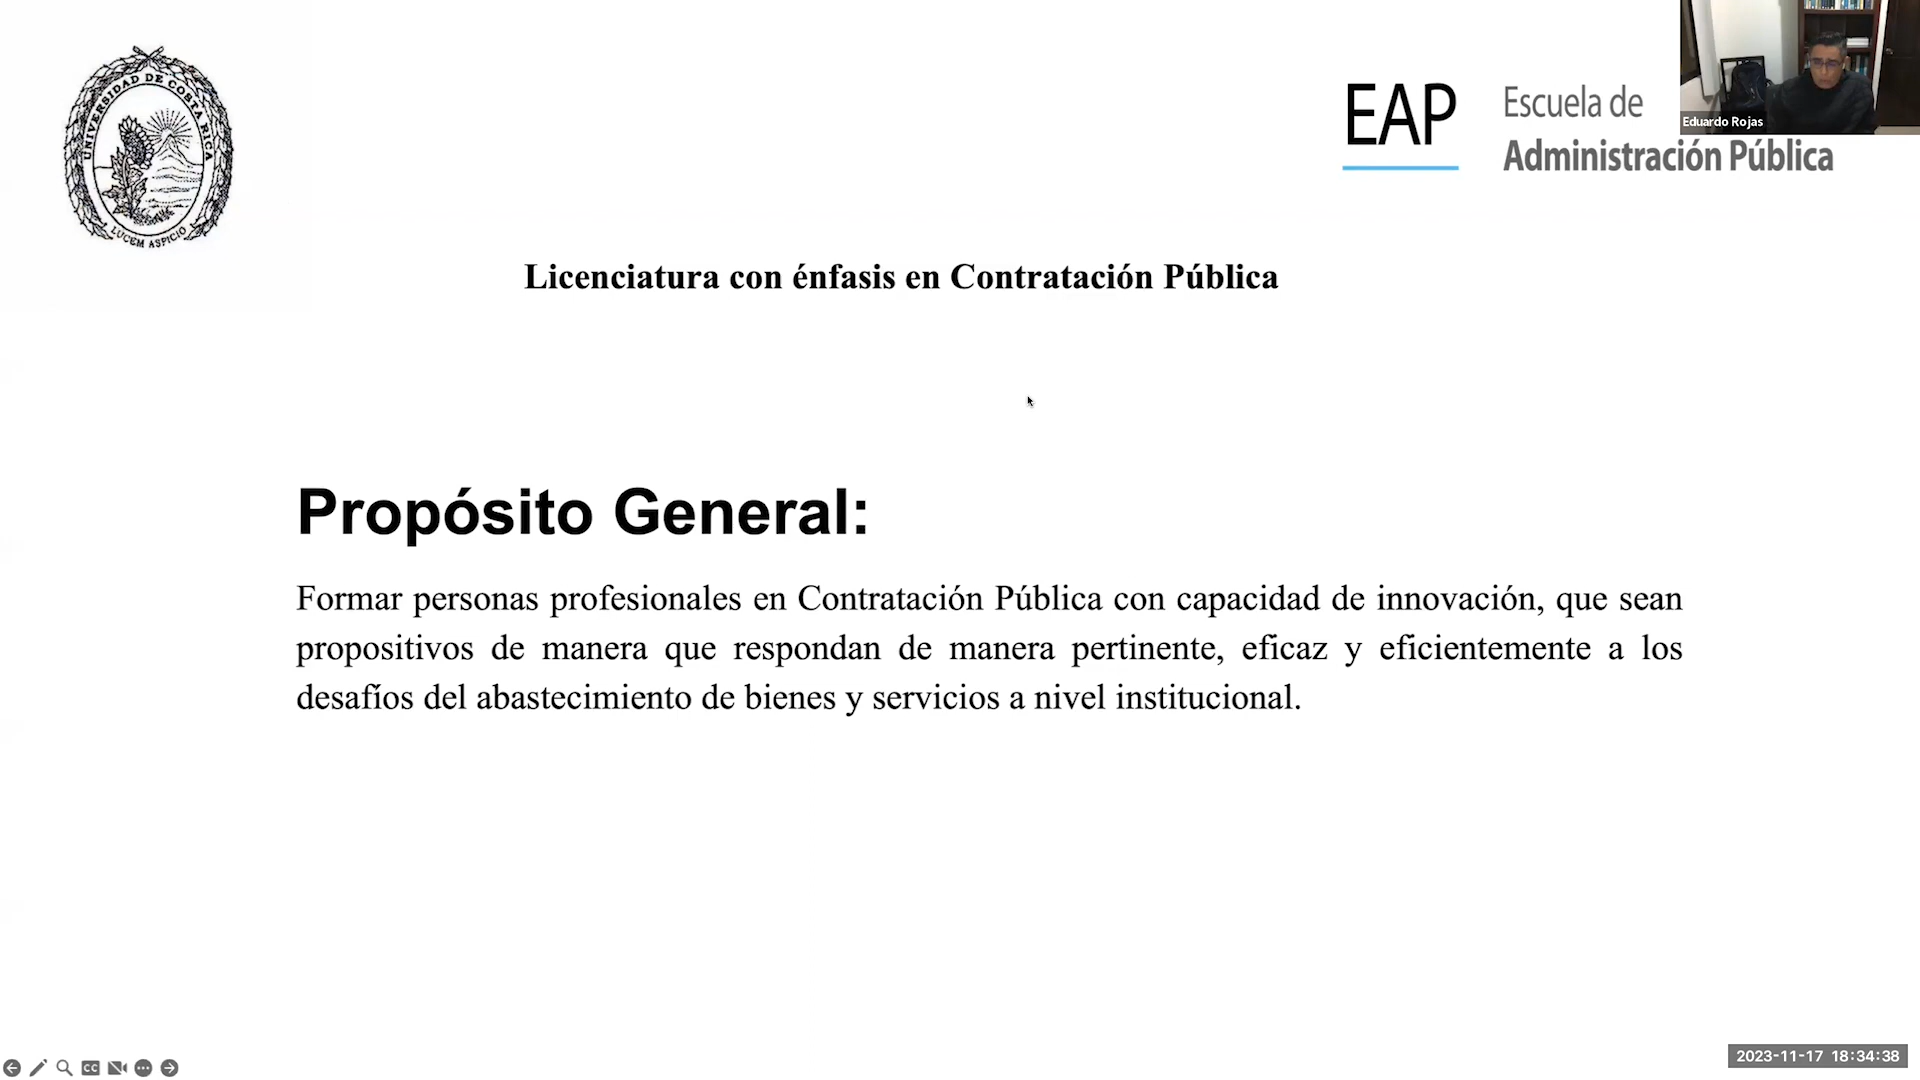 UNIVERSIDAD DE COSTA RICA
LUCEM ASPICIO
EAP
Escuela de
Administración Pública
Eduardo Rojas
Licenciatura con énfasis en Contratación Pública
Propósito General:
Formar personas profesionales en Contratación Pública con capacidad de innovación, que sean
propositivos de manera que respondan de manera pertinente, eficaz y eficientemente a los
desafíos del abastecimiento de bienes y servicios a nivel institucional.
CC
2023-11-17 18:34:38